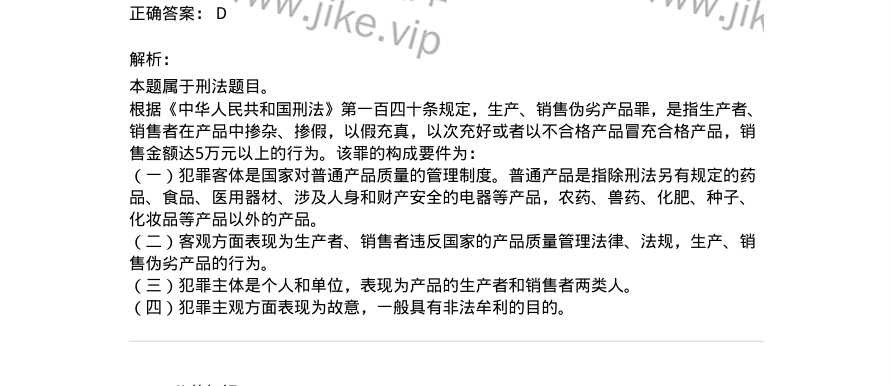 正确答案： D
www.jike.vip
解析：
本题属于刑法题目。
根据《中华人民共和国刑法》第一百四十条规定，生产、销售伪劣产品罪，是指生产者、
销售者在产品中掺杂、掺假，以假充真，以次充好或者以不合格产品冒充合格产品，销
售金额达5万元以上的行为。该罪的构成要件为：
（一）犯罪客体是国家对普通产品质量的管理制度。普通产品是指除刑法另有规定的药
品、食品、医用器材、涉及人身和财产安全的电器等产品，农药、兽药、化肥、种子、
化妆品等产品以外的产品。
（二）客观方面表现为生产者、销售者违反国家的产品质量管理法律、法规，生产、销
售伪劣产品的行为。
（三）犯罪主体是个人和单位，表现为产品的生产者和销售者两类人。
（四）犯罪主观方面表现为故意，一般具有非法牟利的目的。